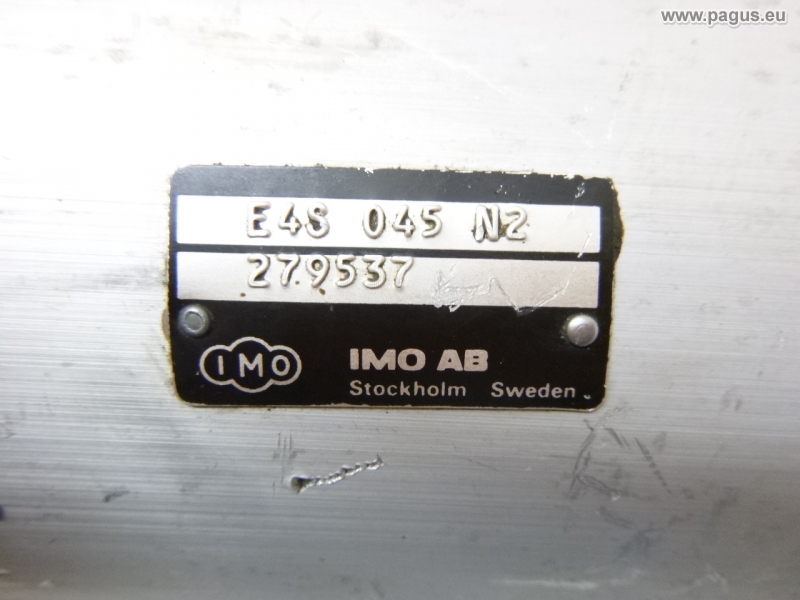 www.pagus.eu
E4S 045 N2
279537
IMO
IMO AB
Stockholm Sweden